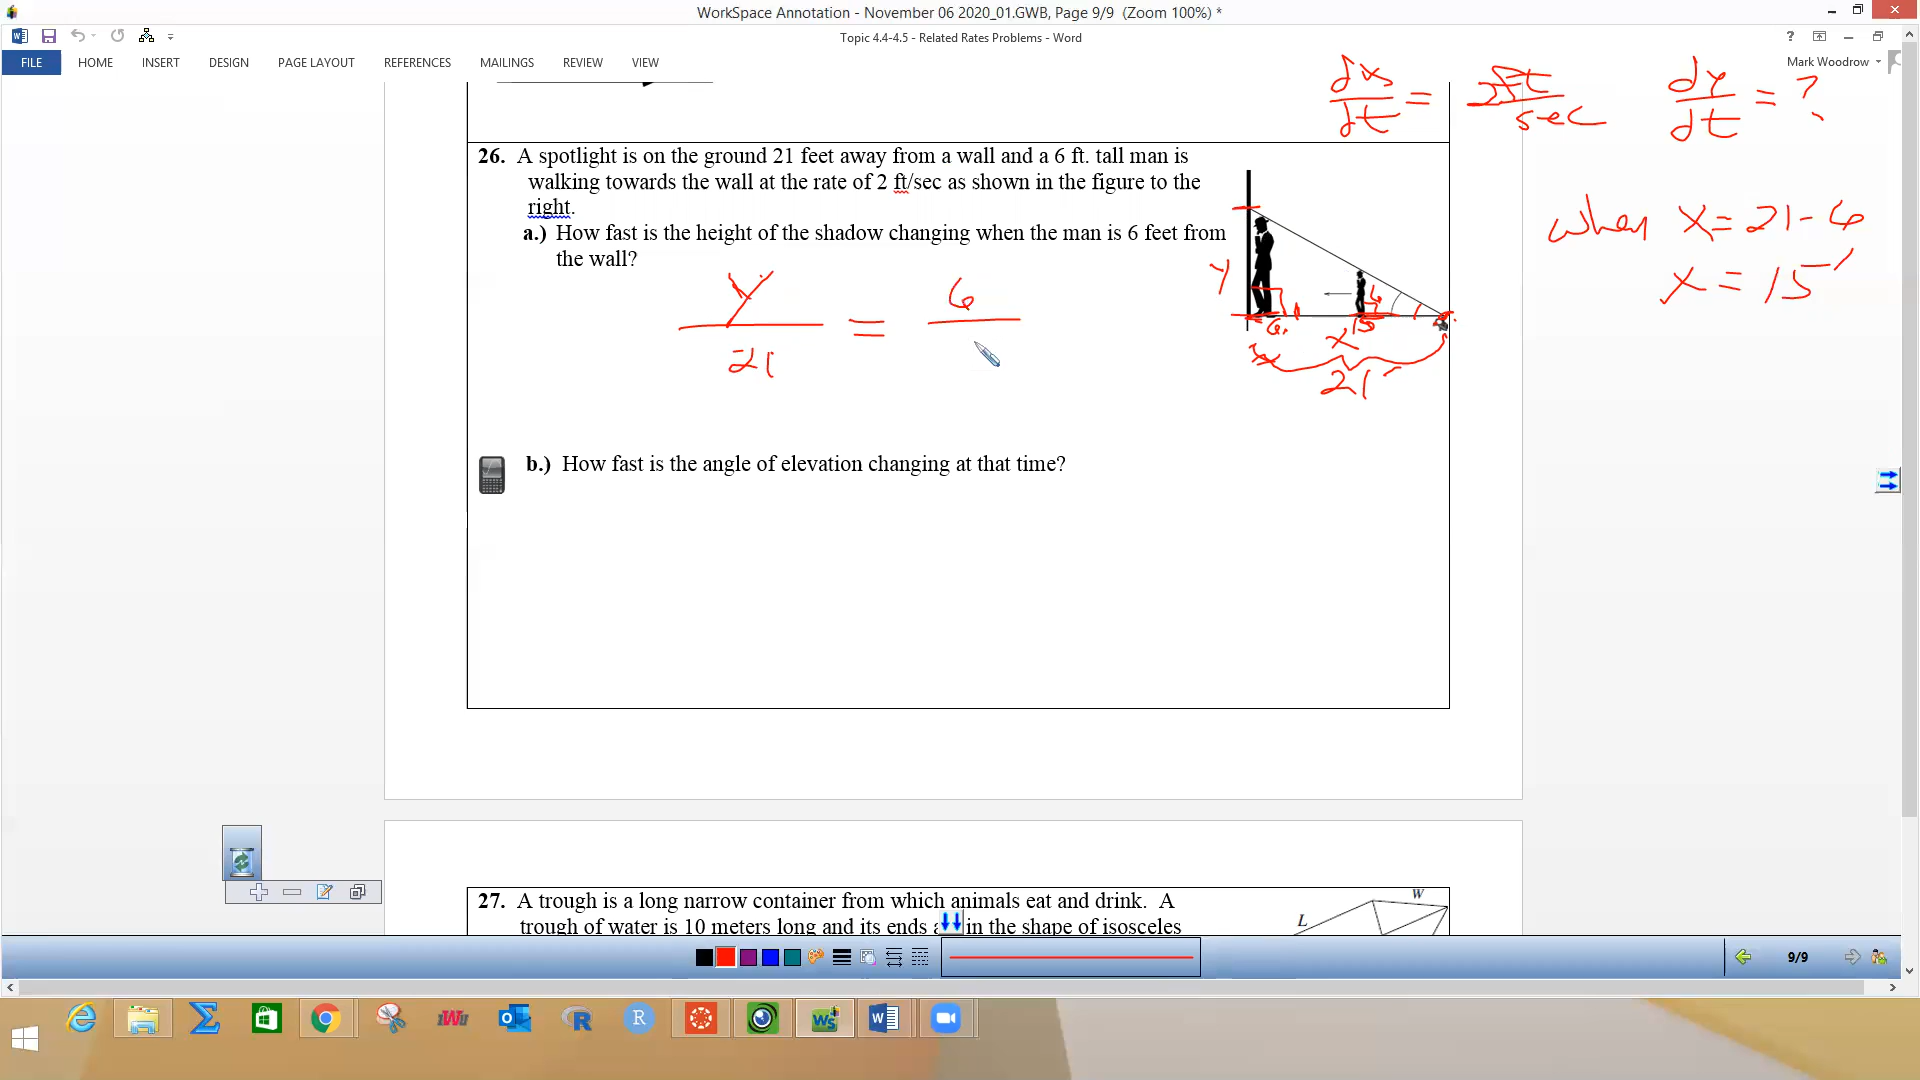 WorkSpace Annotation - November 06 2020_01.GWB, Page 9/9 (Zoom 100%) *
Topic 4.4-4.5 - Related Rates Problems - Word
?
FILE HOME INSERT DESIGN PAGE LAYOUT REFERENCES MAILINGS REVIEW VIEW
Mark Woodrow
dx/dt = 2 ft/sec dy/dt = ?
26. A spotlight is on the ground 21 feet away from a wall and a 6 ft. tall man is
walking towards the wall at the rate of 2 ft/sec as shown in the figure to the
right.
a.) How fast is the height of the shadow changing when the man is 6 feet from
the wall?
when x = 21 - 6
x = 15'
y/21 = 6/
y
6
6
15
x
21'
b.) How fast is the angle of elevation changing at that time?
27. A trough is a long narrow container from which animals eat and drink. A
trough of water is 10 meters long and its ends a in the shape of isosceles
W
L
9/9
Σ
iWu
R
R
WS
W